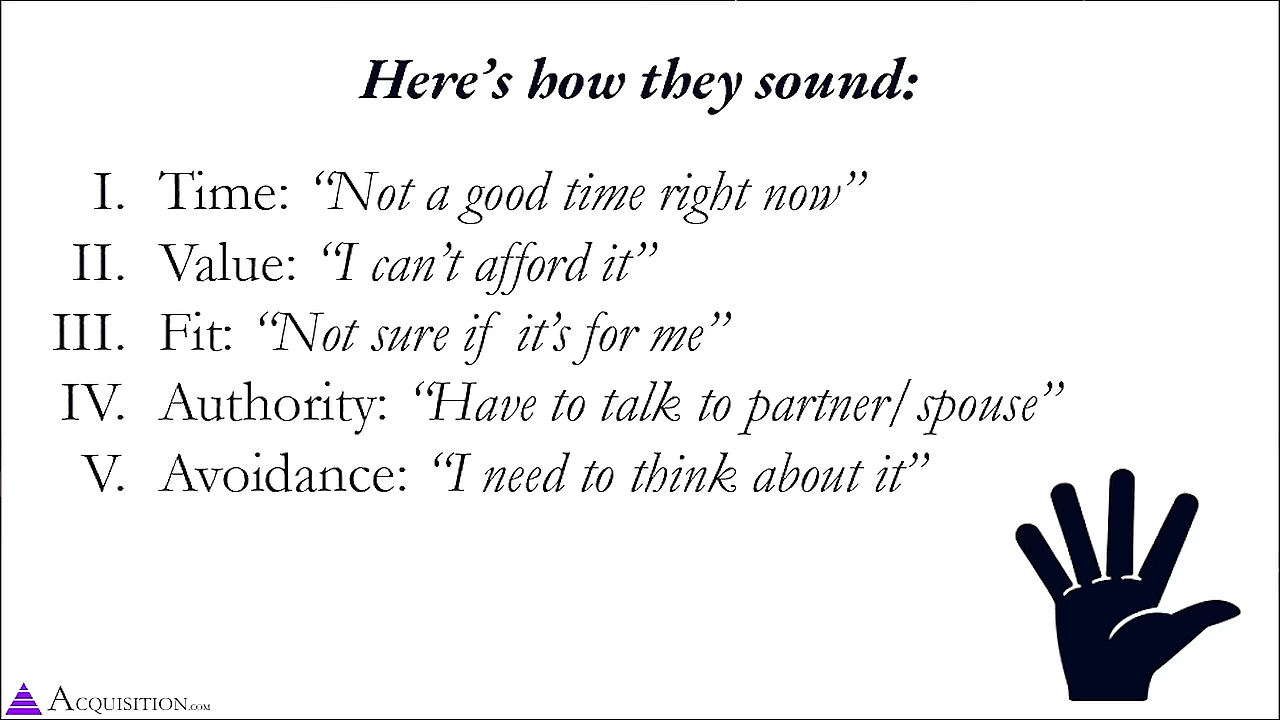 Here’s how they sound:
I. Time: “Not a good time right now”
II. Value: “I can’t afford it”
III. Fit: “Not sure if it’s for me”
IV. Authority: “Have to talk to partner/spouse”
V. Avoidance: “I need to think about it”
ACQUISITION.COM